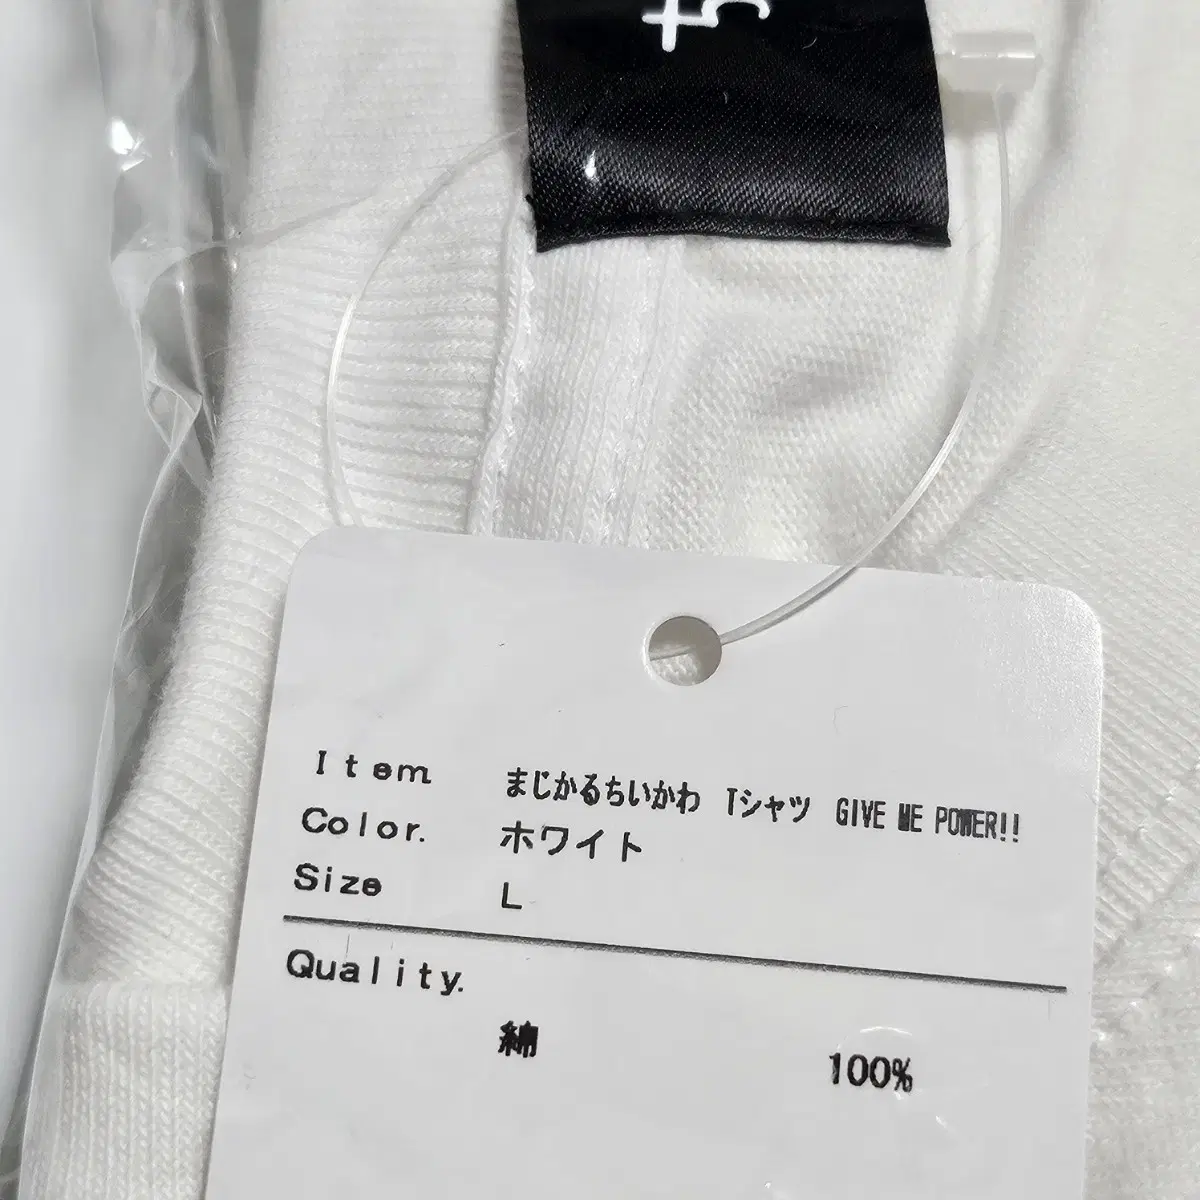 Item まじかるちいかわ Tシャツ GIVE ME POWER!!
Color. ホワイト
Size L
Quality.
綿 100%